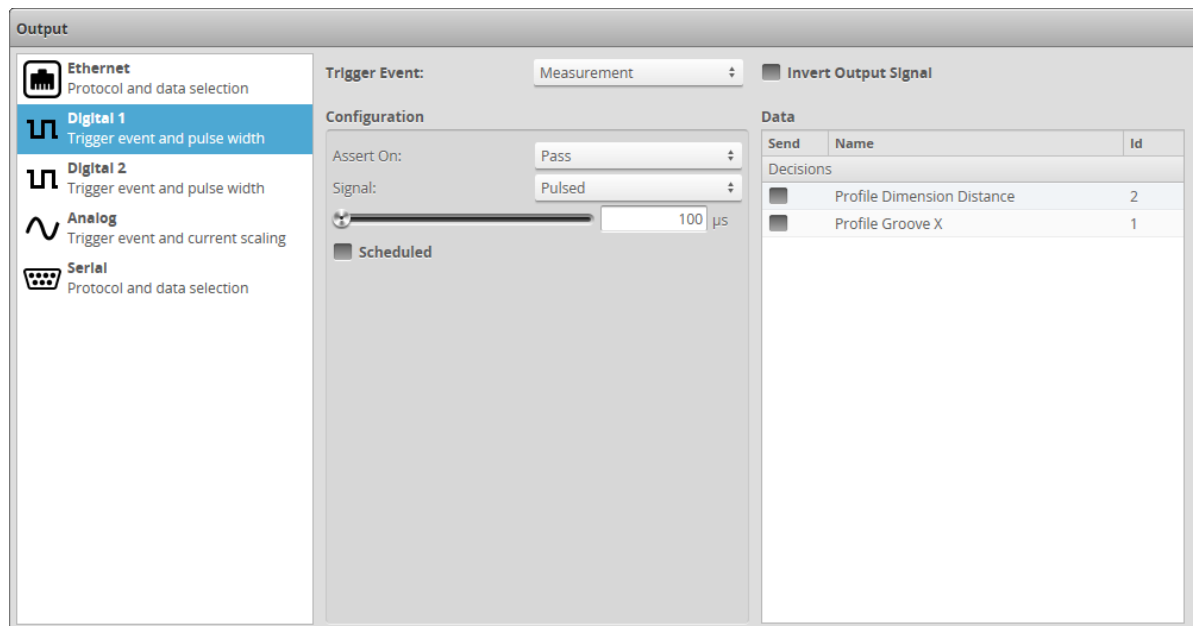 Output
Ethernet
Protocol and data selection
Digital 1
Trigger event and pulse width
Digital 2
Trigger event and pulse width
Analog
Trigger event and current scaling
Serial
Protocol and data selection
Trigger Event: Measurement
Configuration
Assert On: Pass
Signal: Pulsed
100 µs
Scheduled
Invert Output Signal
Data
Send Name Id
Decisions
Profile Dimension Distance 2
Profile Groove X 1